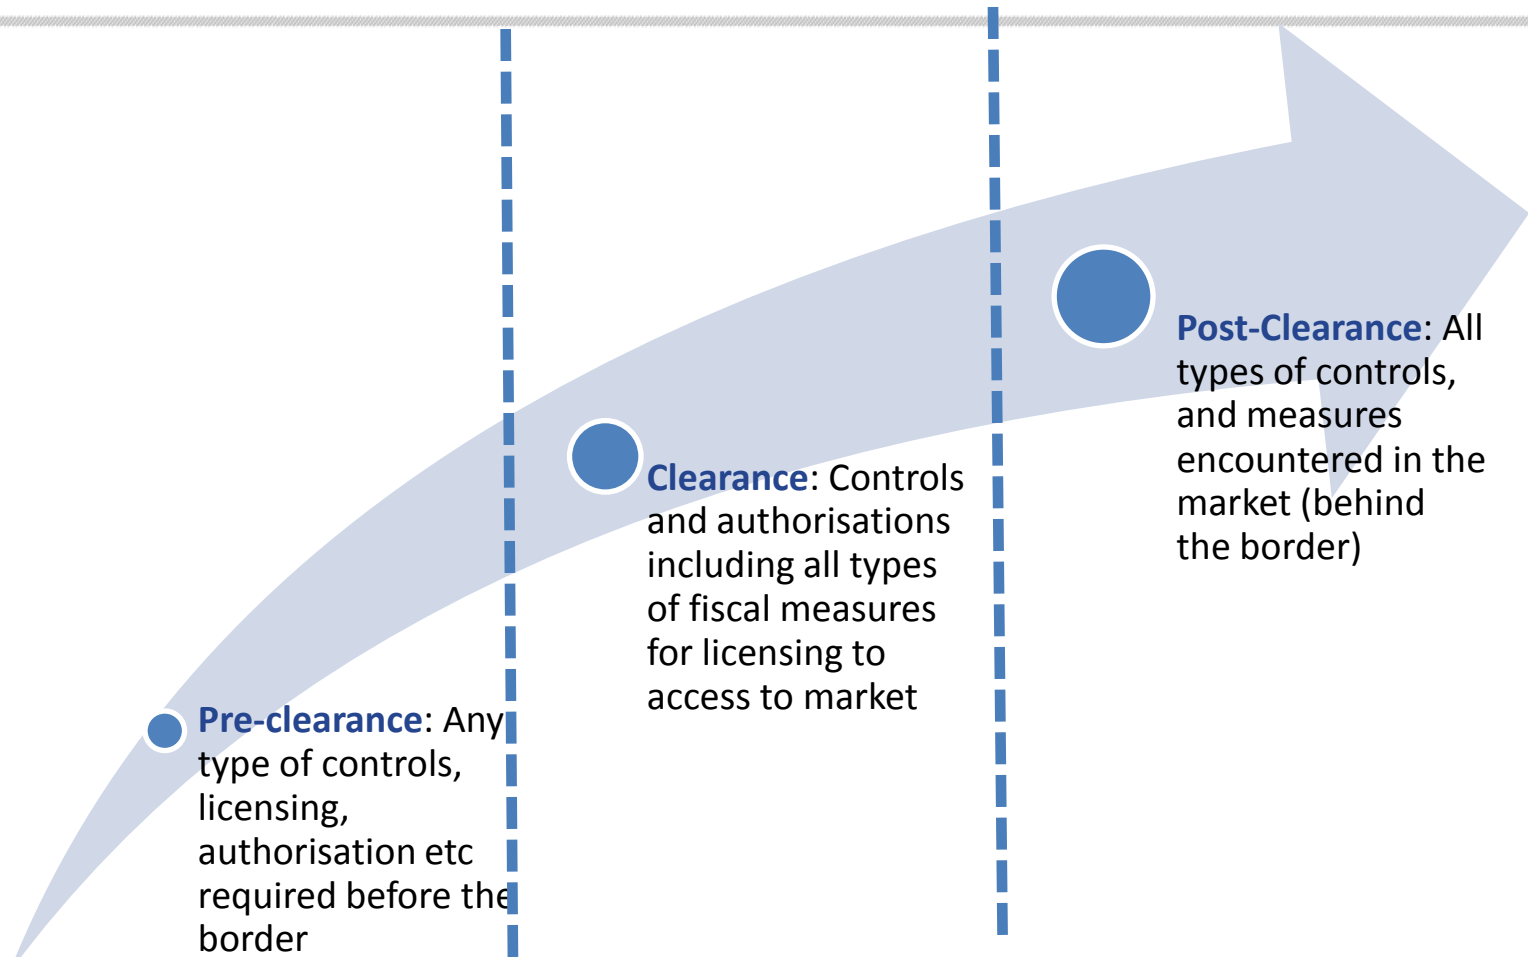 Pre-clearance: Any
type of controls,
licensing,
authorisation etc
required before the
border
Clearance: Controls
and authorisations
including all types
of fiscal measures
for licensing to
access to market
Post-Clearance: All
types of controls,
and measures
encountered in the
market (behind
the border)